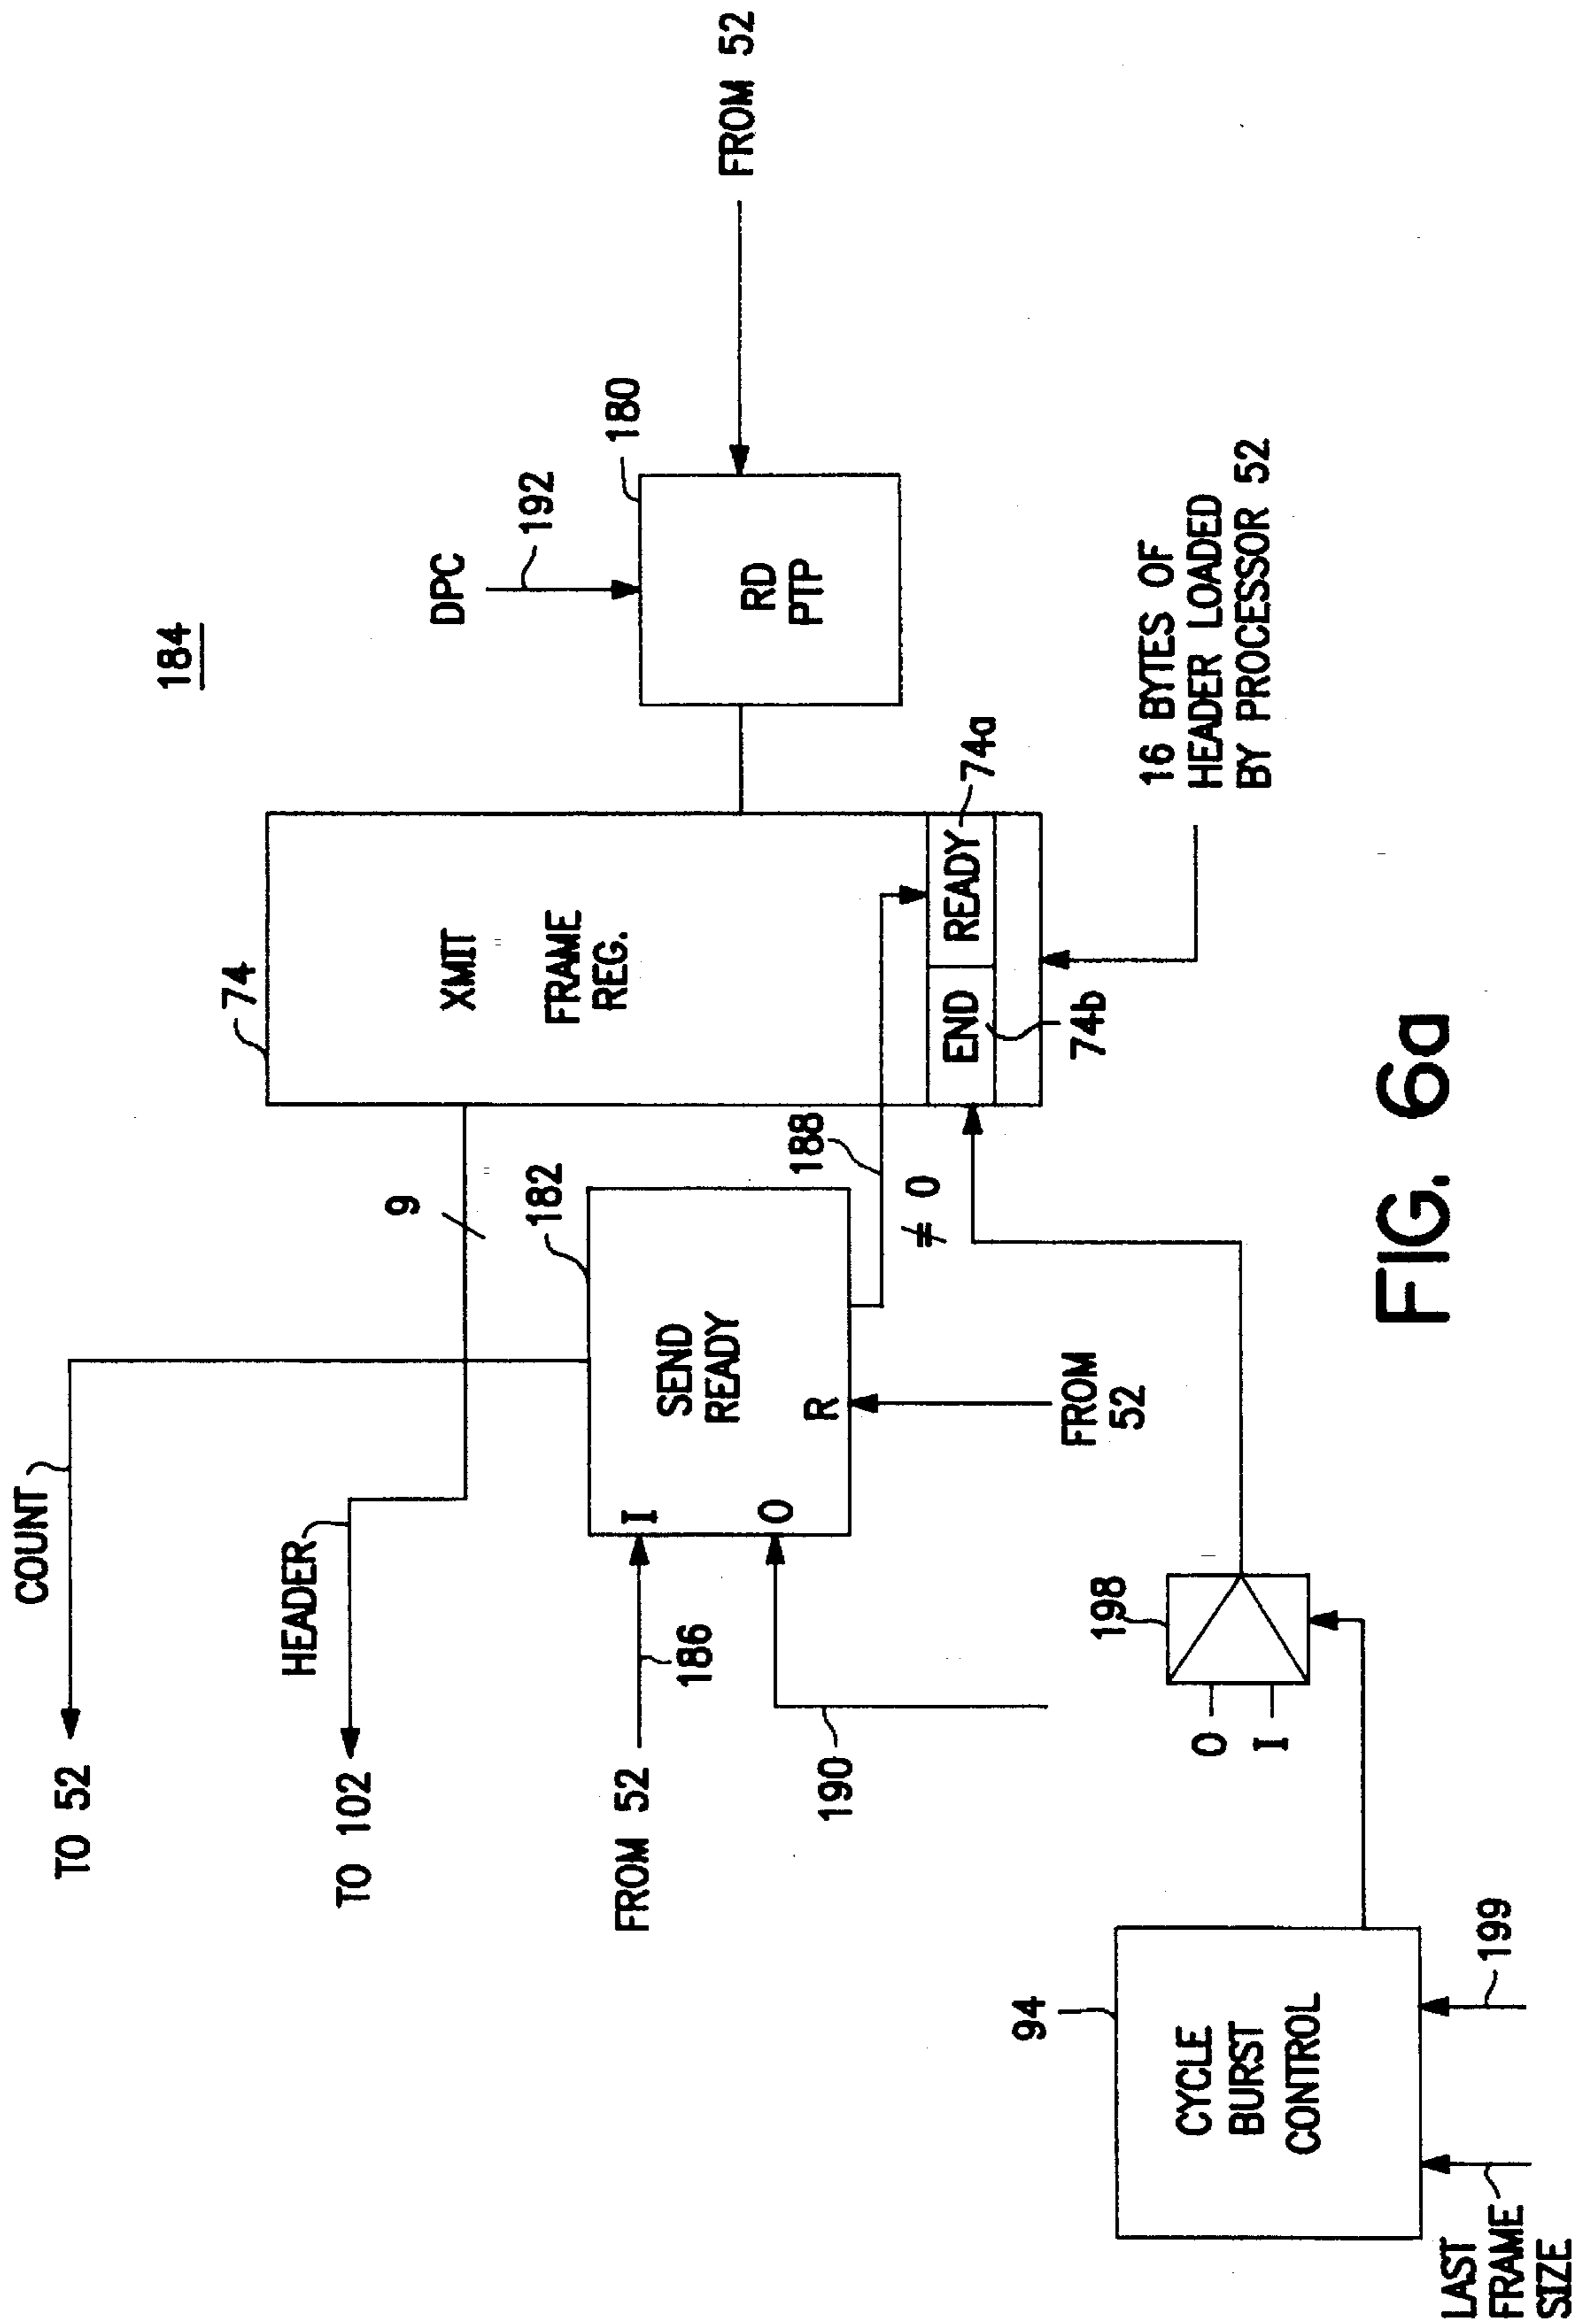 184
COUNT
TO 52
HEADER
TO 102
9
74
XMIT
FRAME
REG.
END
READY
74a
74b
DPC
192
180
RD
PTP
FROM 52
182
SEND
READY
I
O
R
FROM 52
186
190
FROM
52
188
≠ 0
16 BYTES OF
HEADER LOADED
BY PROCESSOR 52
198
O
I
94
CYCLE
BURST
CONTROL
LAST
FRAME
SIZE
199
FIG. 6a